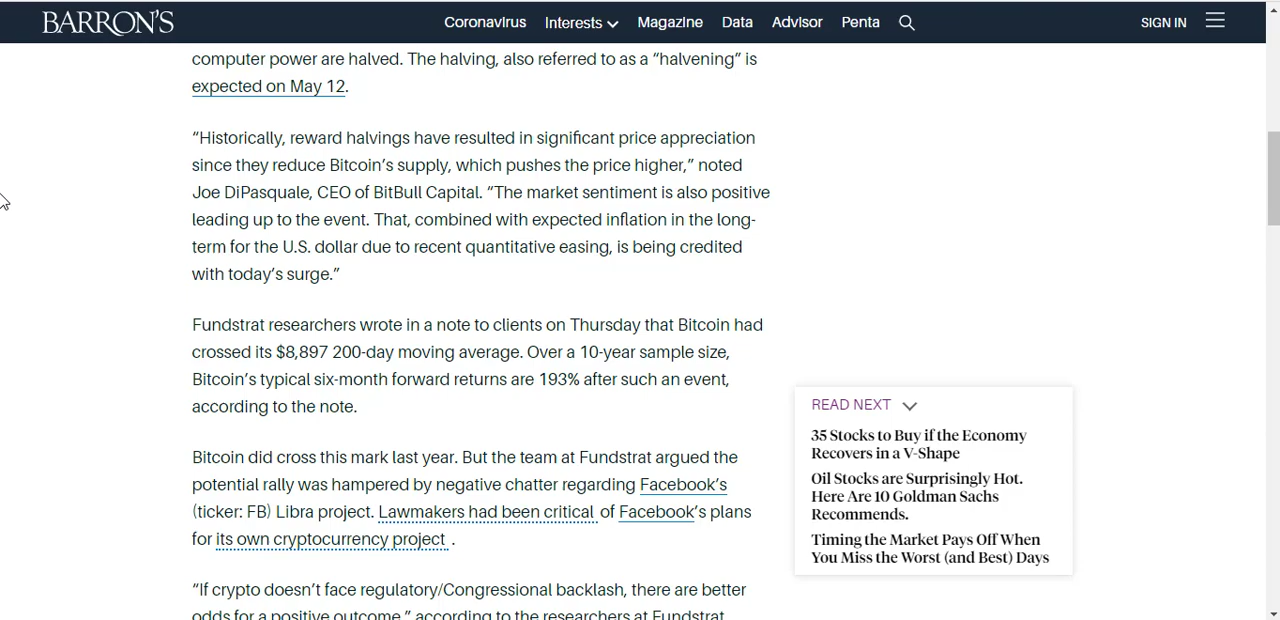 BARRON'S
Coronavirus Interests Magazine Data Advisor Penta SIGN IN
computer power are halved. The halving, also referred to as a “halvening” is
expected on May 12.
“Historically, reward halvings have resulted in significant price appreciation
since they reduce Bitcoin’s supply, which pushes the price higher,” noted
Joe DiPasquale, CEO of BitBull Capital. “The market sentiment is also positive
leading up to the event. That, combined with expected inflation in the long-
term for the U.S. dollar due to recent quantitative easing, is being credited
with today’s surge.”
Fundstrat researchers wrote in a note to clients on Thursday that Bitcoin had
crossed its $8,897 200-day moving average. Over a 10-year sample size,
Bitcoin’s typical six-month forward returns are 193% after such an event,
according to the note.
Bitcoin did cross this mark last year. But the team at Fundstrat argued the
potential rally was hampered by negative chatter regarding Facebook’s
(ticker: FB) Libra project. Lawmakers had been critical of Facebook’s plans
for its own cryptocurrency project .
“If crypto doesn’t face regulatory/Congressional backlash, there are better
odds for a positive outcome,” according to the researchers at Fundstrat.
READ NEXT
35 Stocks to Buy if the Economy
Recovers in a V-Shape
Oil Stocks are Surprisingly Hot.
Here Are 10 Goldman Sachs
Recommends.
Timing the Market Pays Off When
You Miss the Worst (and Best) Days